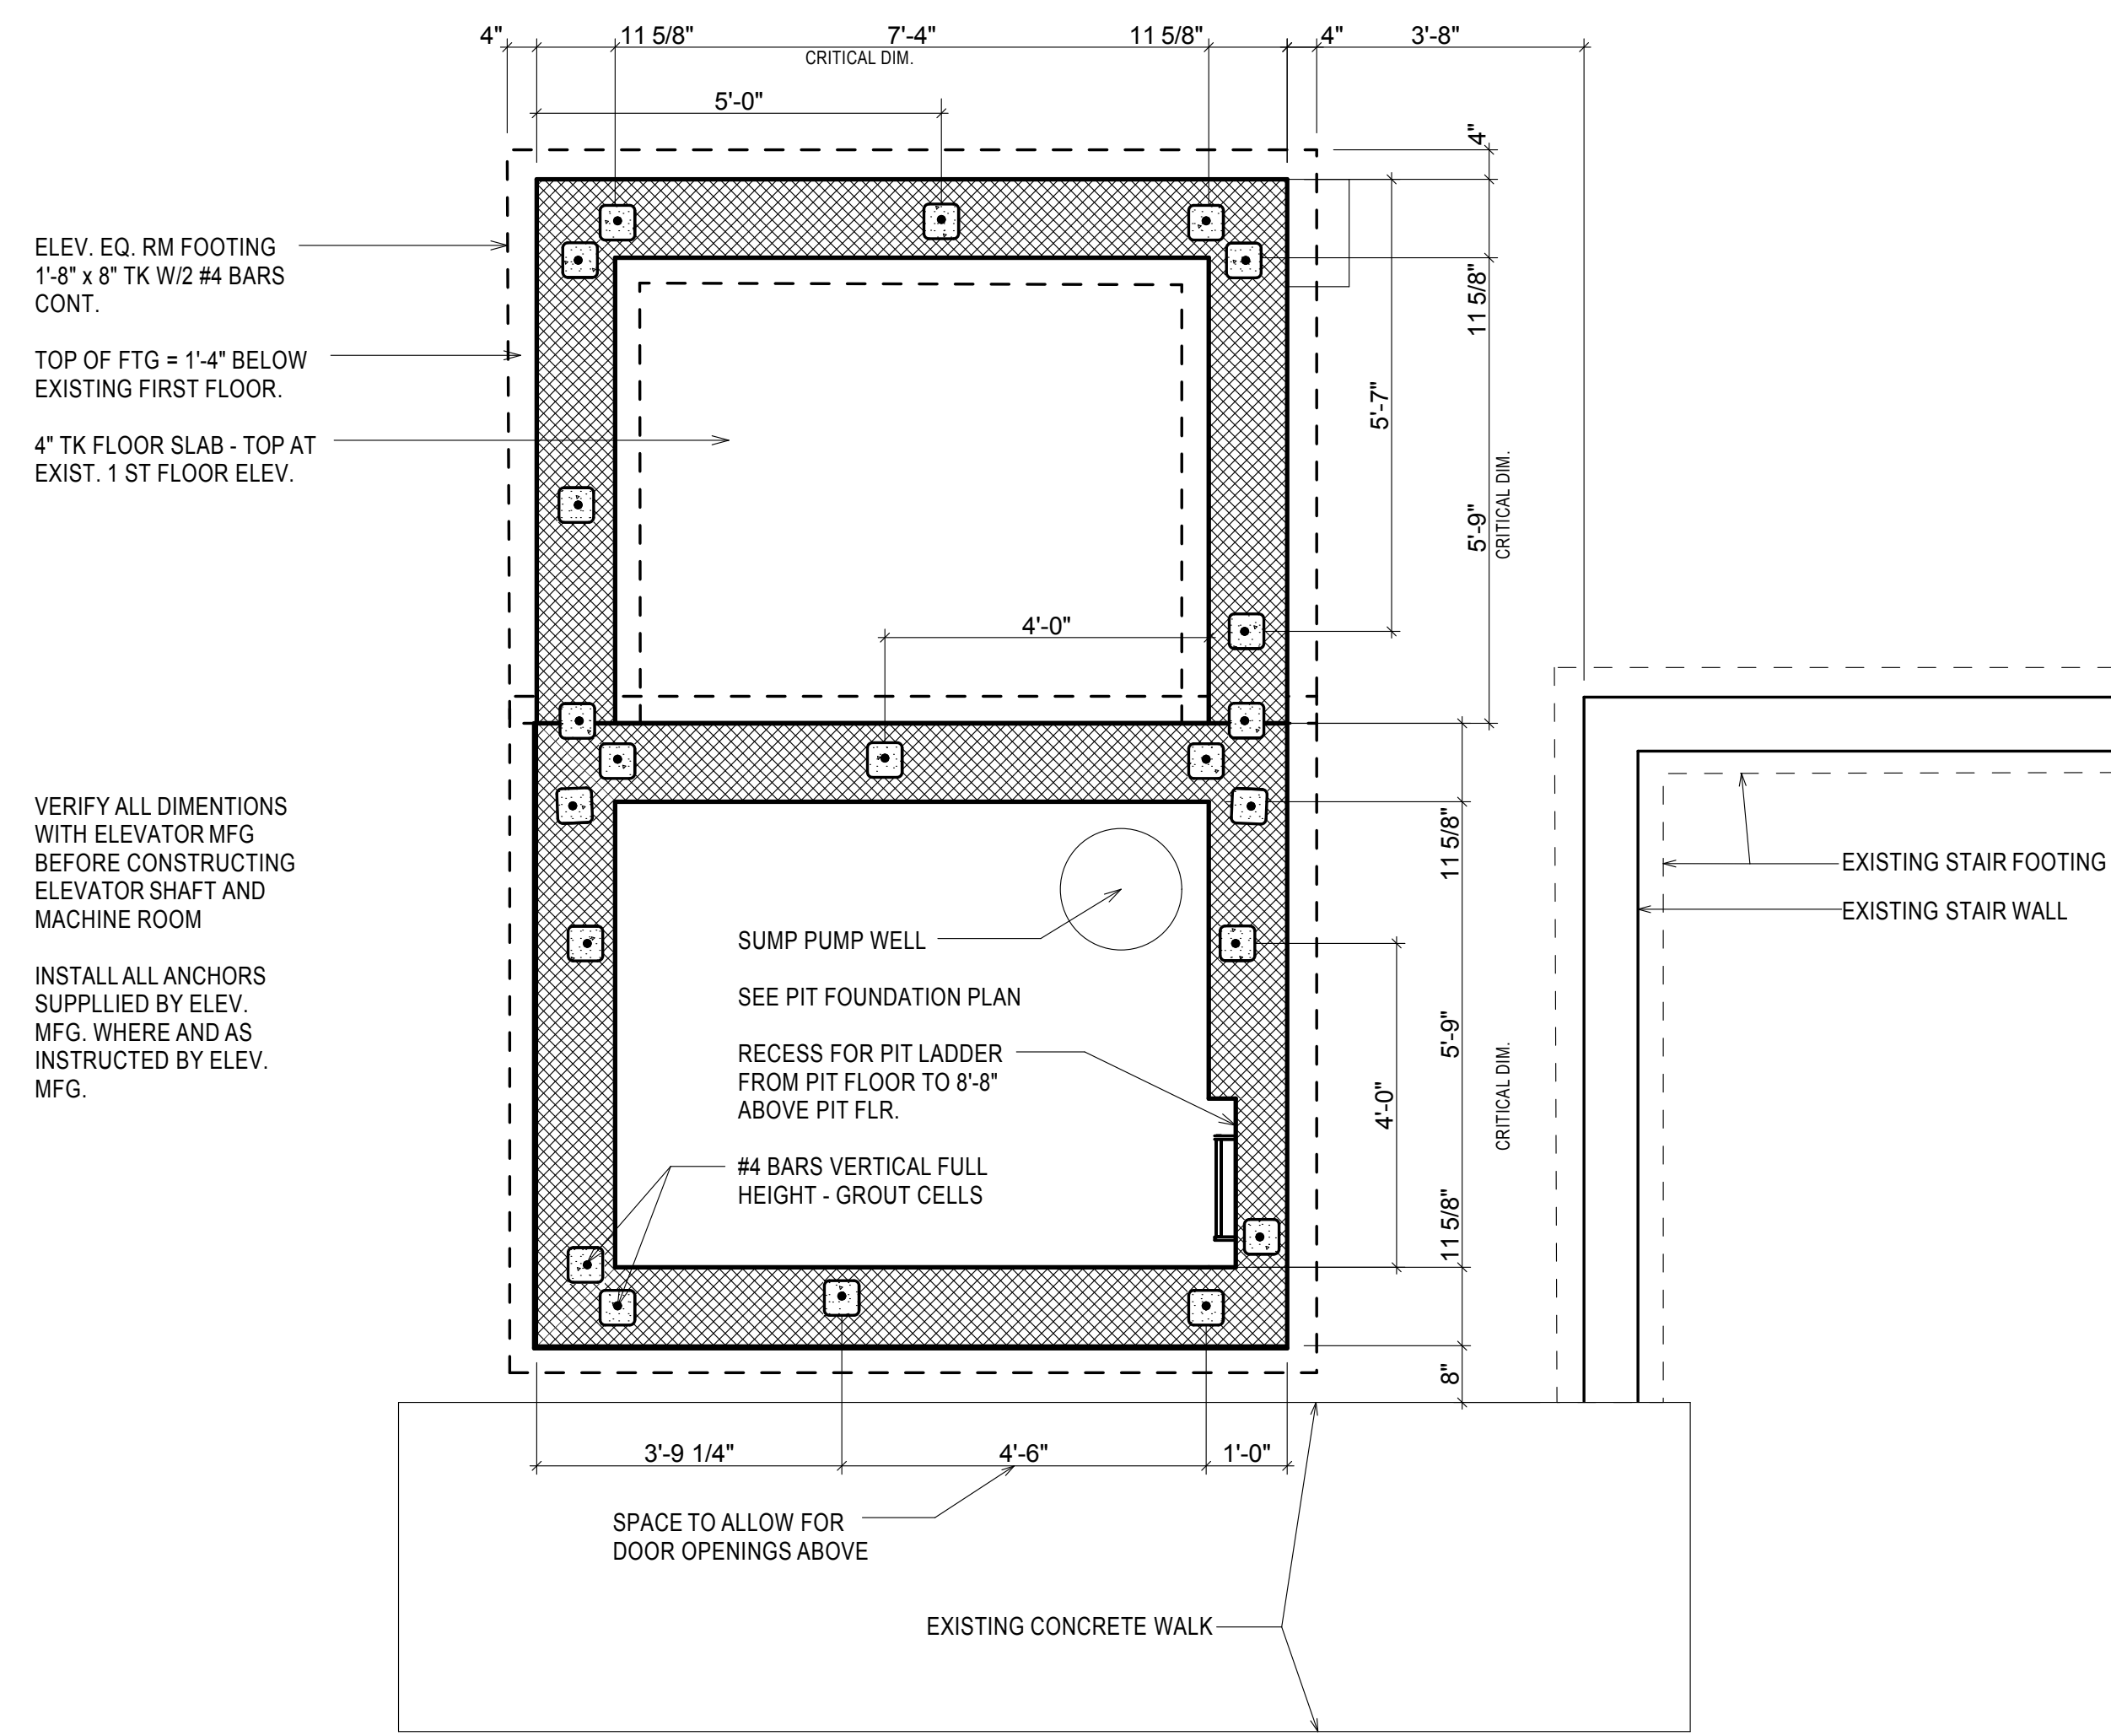 4"
11 5/8"
7'-4"
11 5/8"
4"
3'-8"
CRITICAL DIM.
5'-0"
4"
ELEV. EQ. RM FOOTING
1'-8" x 8" TK W/2 #4 BARS
CONT.
11 5/8"
TOP OF FTG = 1'-4" BELOW
EXISTING FIRST FLOOR.
5'-7"
4" TK FLOOR SLAB - TOP AT
EXIST. 1 ST FLOOR ELEV.
5'-9"
CRITICAL DIM.
4'-0"
VERIFY ALL DIMENTIONS
WITH ELEVATOR MFG
BEFORE CONSTRUCTING
ELEVATOR SHAFT AND
MACHINE ROOM
11 5/8"
EXISTING STAIR FOOTING
EXISTING STAIR WALL
INSTALL ALL ANCHORS
SUPPLLIED BY ELEV.
MFG. WHERE AND AS
INSTRUCTED BY ELEV.
MFG.
SUMP PUMP WELL
SEE PIT FOUNDATION PLAN
RECESS FOR PIT LADDER
FROM PIT FLOOR TO 8'-8"
ABOVE PIT FLR.
5'-9"
CRITICAL DIM.
4'-0"
#4 BARS VERTICAL FULL
HEIGHT - GROUT CELLS
11 5/8"
8"
3'-9 1/4"
4'-6"
1'-0"
SPACE TO ALLOW FOR
DOOR OPENINGS ABOVE
EXISTING CONCRETE WALK